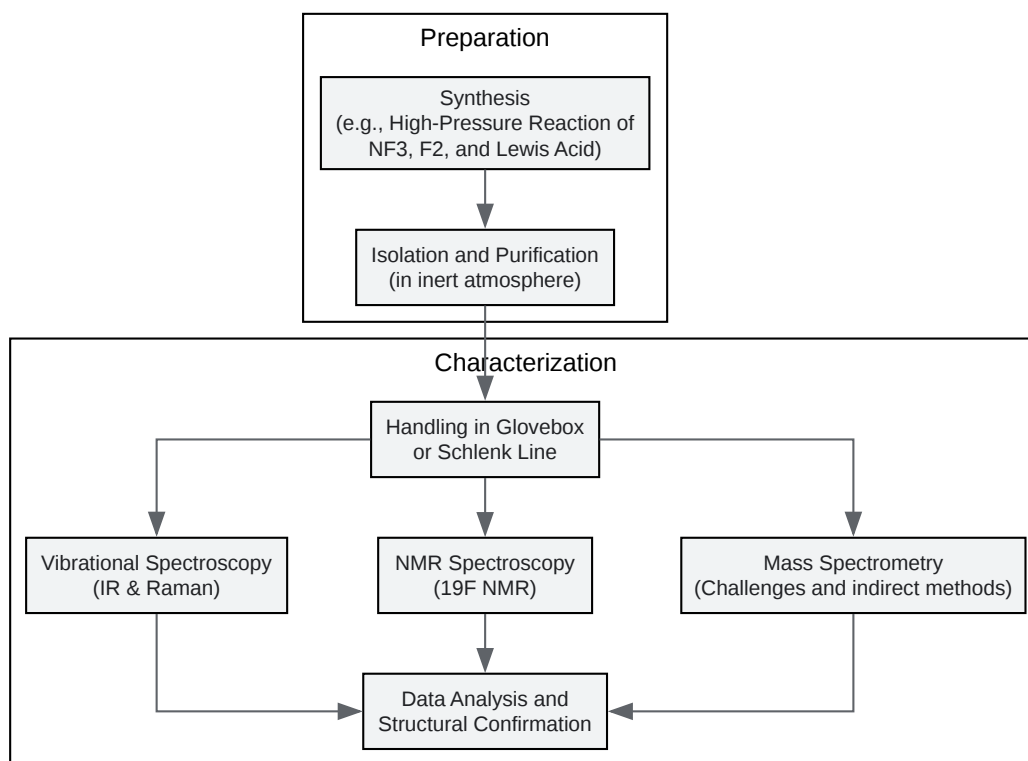 Preparation
Synthesis
(e.g., High-Pressure Reaction of
NF3, F2, and Lewis Acid)
Isolation and Purification
(in inert atmosphere)
Characterization
Handling in Glovebox
or Schlenk Line
Vibrational Spectroscopy
(IR & Raman)
NMR Spectroscopy
(19F NMR)
Mass Spectrometry
(Challenges and indirect methods)
Data Analysis and
Structural Confirmation